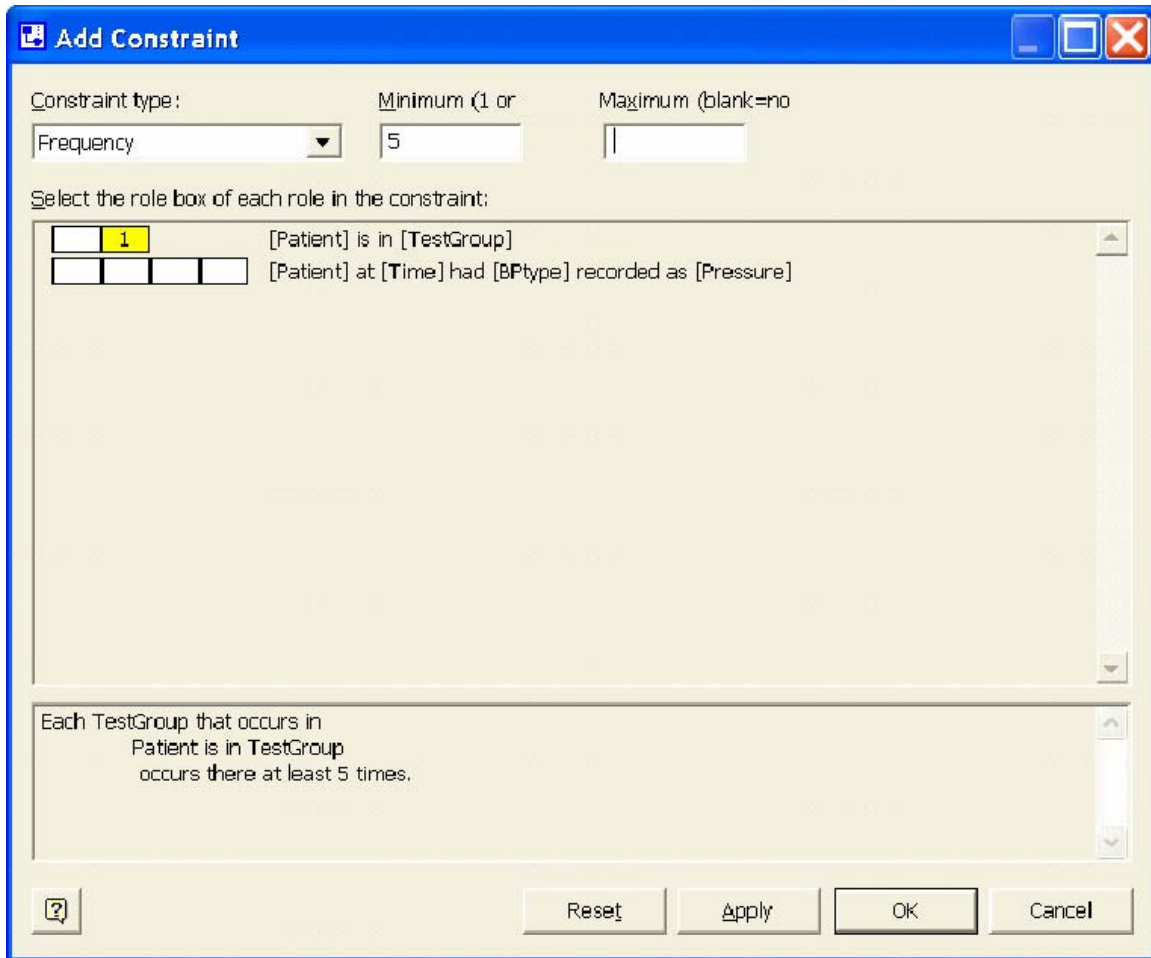 Add Constraint
Constraint type: Minimum (1 or Maximum (blank=no
Frequency 5
Select the role box of each role in the constraint:
1 [Patient] is in [TestGroup]
[Patient] at [Time] had [BPtype] recorded as [Pressure]
Each TestGroup that occurs in
Patient is in TestGroup
occurs there at least 5 times.
? Reset Apply OK Cancel